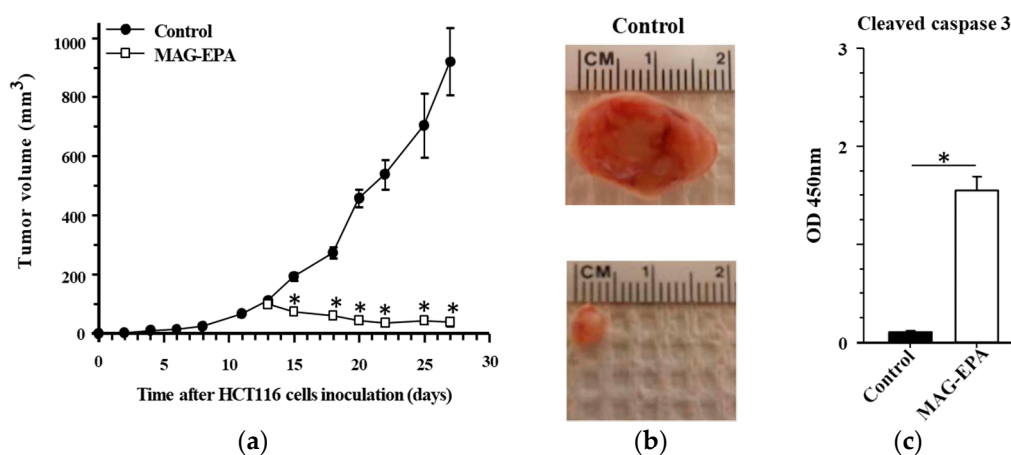 Control
MAG-EPA
Tumor volume (mm3)
1000
800
600
400
200
0
0 5 10 15 20 25 30
* * * * * *
Time after HCT116 cells inoculation (days)
(a)
Control
CM 1 2
CM 1 2
(b)
Cleaved caspase 3
OD 450nm
3
2
1
0
*
Control
MAG-EPA
(c)